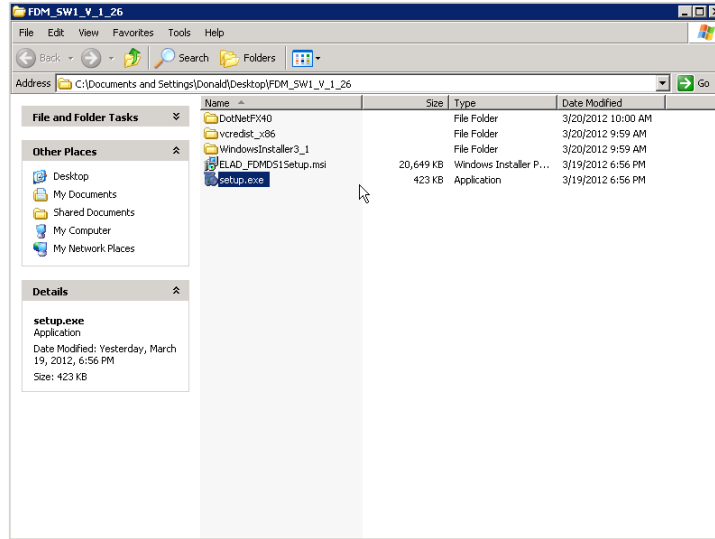 FDM_SW1_V_1_26
File Edit View Favorites Tools Help
Back Search Folders
Address C:\Documents and Settings\Donald\Desktop\FDM_SW1_V_1_26 Go
File and Folder Tasks
Other Places
Desktop
My Documents
Shared Documents
My Computer
My Network Places
Details
setup.exe
Application
Date Modified: Yesterday, March
19, 2012, 6:56 PM
Size: 423 KB
Name Size Type Date Modified
DotNetFX40 File Folder 3/20/2012 10:00 AM
vcredist_x86 File Folder 3/20/2012 9:59 AM
WindowsInstaller3_1 File Folder 3/20/2012 9:59 AM
ELAD_FDMDS1Setup.msi 20,649 KB Windows Installer P... 3/19/2012 6:56 PM
setup.exe 423 KB Application 3/19/2012 6:56 PM